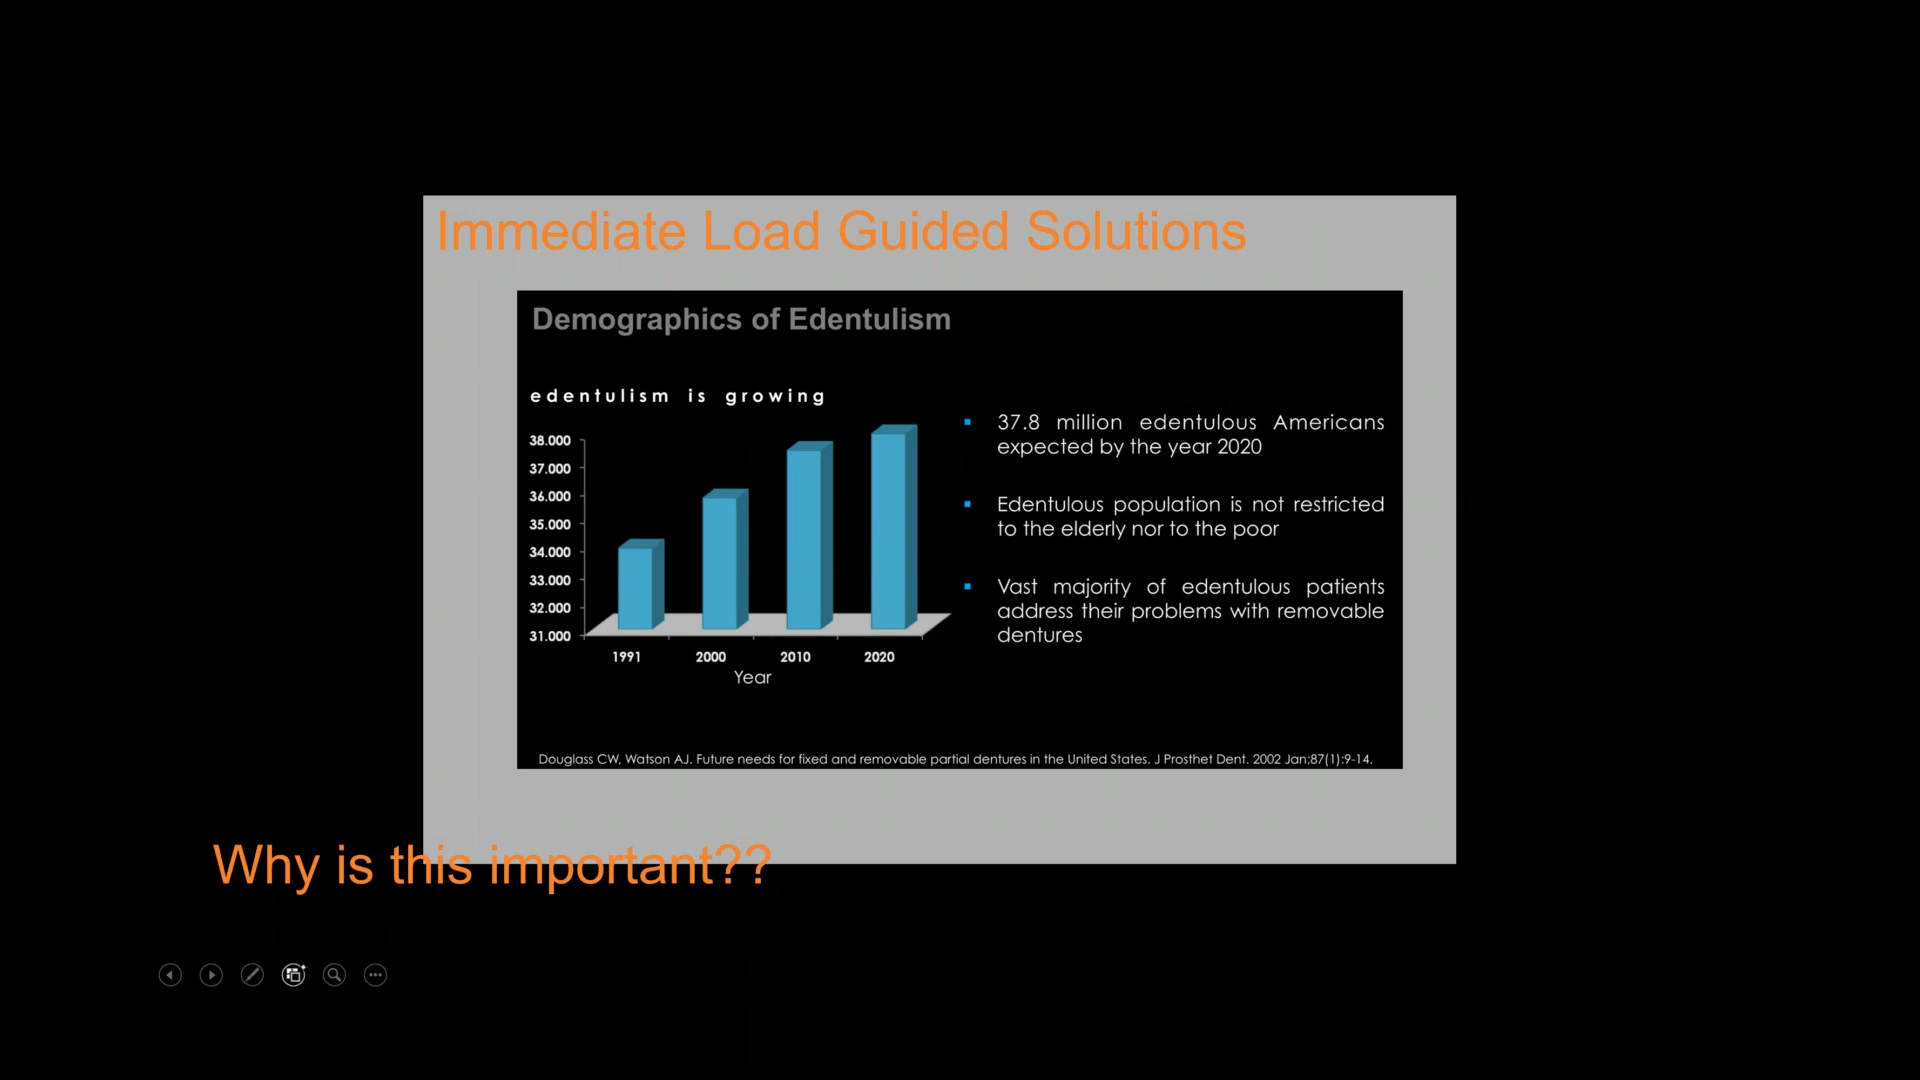 Immediate Load Guided Solutions
Demographics of Edentulism
edentulism is growing
38.000
37.000
36.000
35.000
34.000
33.000
32.000
31.000
1991 2000 2010 2020
Year
▪ 37.8 million edentulous Americans
expected by the year 2020
▪ Edentulous population is not restricted
to the elderly nor to the poor
▪ Vast majority of edentulous patients
address their problems with removable
dentures
Douglass CW, Watson AJ. Future needs for fixed and removable partial dentures in the United States. J Prosthet Dent. 2002 Jan;87(1):9-14.
Why is this important??